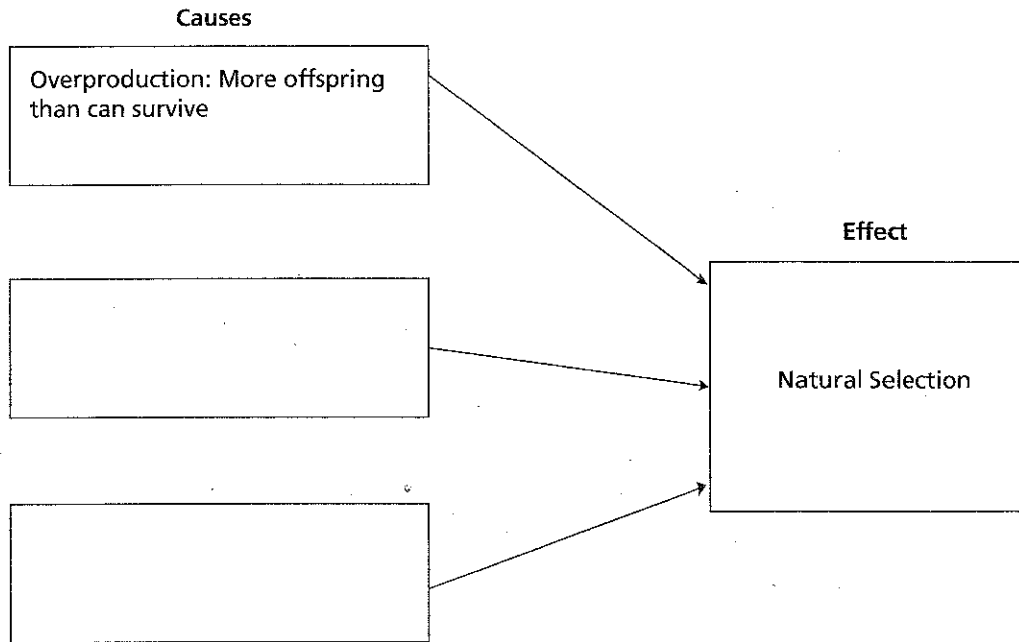 Causes
Overproduction: More offspring
than can survive
Effect
Natural Selection